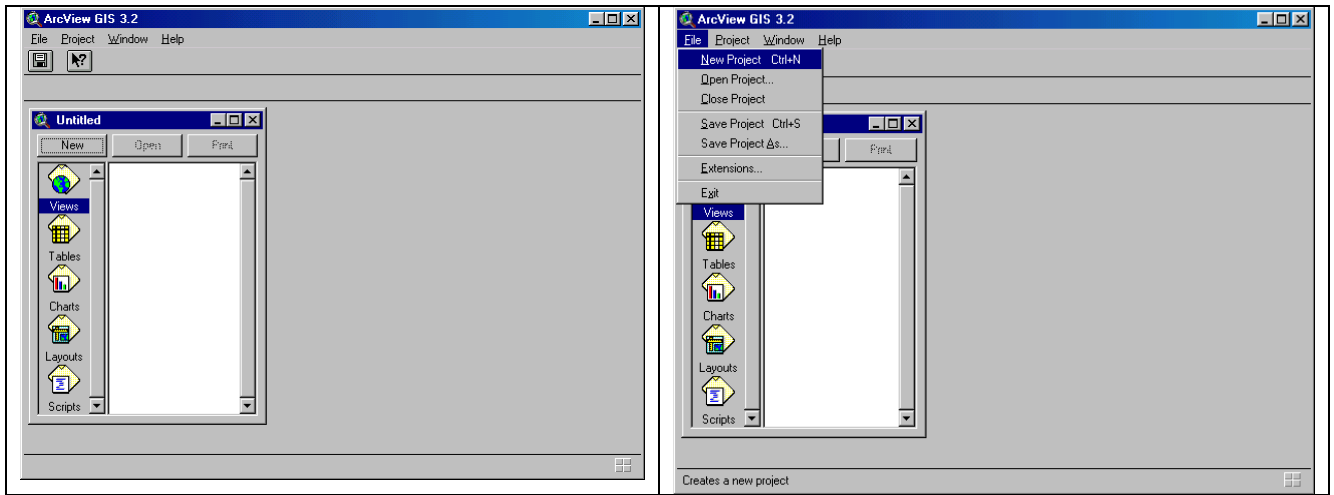 ArcView GIS 3.2
File Project Window Help
Untitled
New Open Print
Views
Tables
Charts
Layouts
Scripts
ArcView GIS 3.2
File Project Window Help
New Project Ctrl+N
Open Project...
Close Project
Save Project Ctrl+S
Save Project As...
Extensions...
Exit
Print
Views
Tables
Charts
Layouts
Scripts
Creates a new project